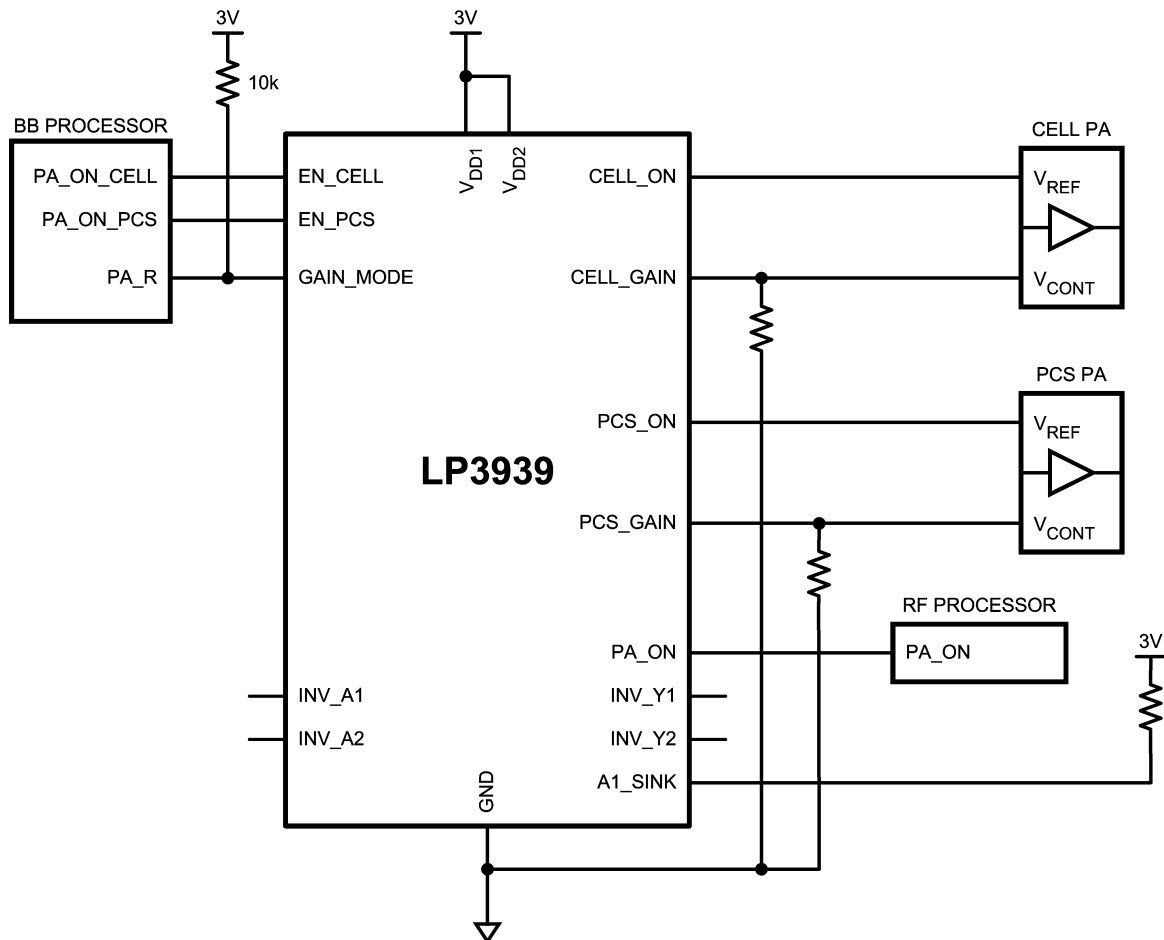 3V
3V
10k
BB PROCESSOR
CELL PA
PA_ON_CELL
EN_CELL
VDD1
VDD2
CELL_ON
VREF
PA_ON_PCS
EN_PCS
PA_R
GAIN_MODE
CELL_GAIN
VCONT
PCS PA
PCS_ON
VREF
LP3939
PCS_GAIN
VCONT
RF PROCESSOR
PA_ON
PA_ON
3V
INV_A1
INV_Y1
INV_A2
INV_Y2
GND
A1_SINK